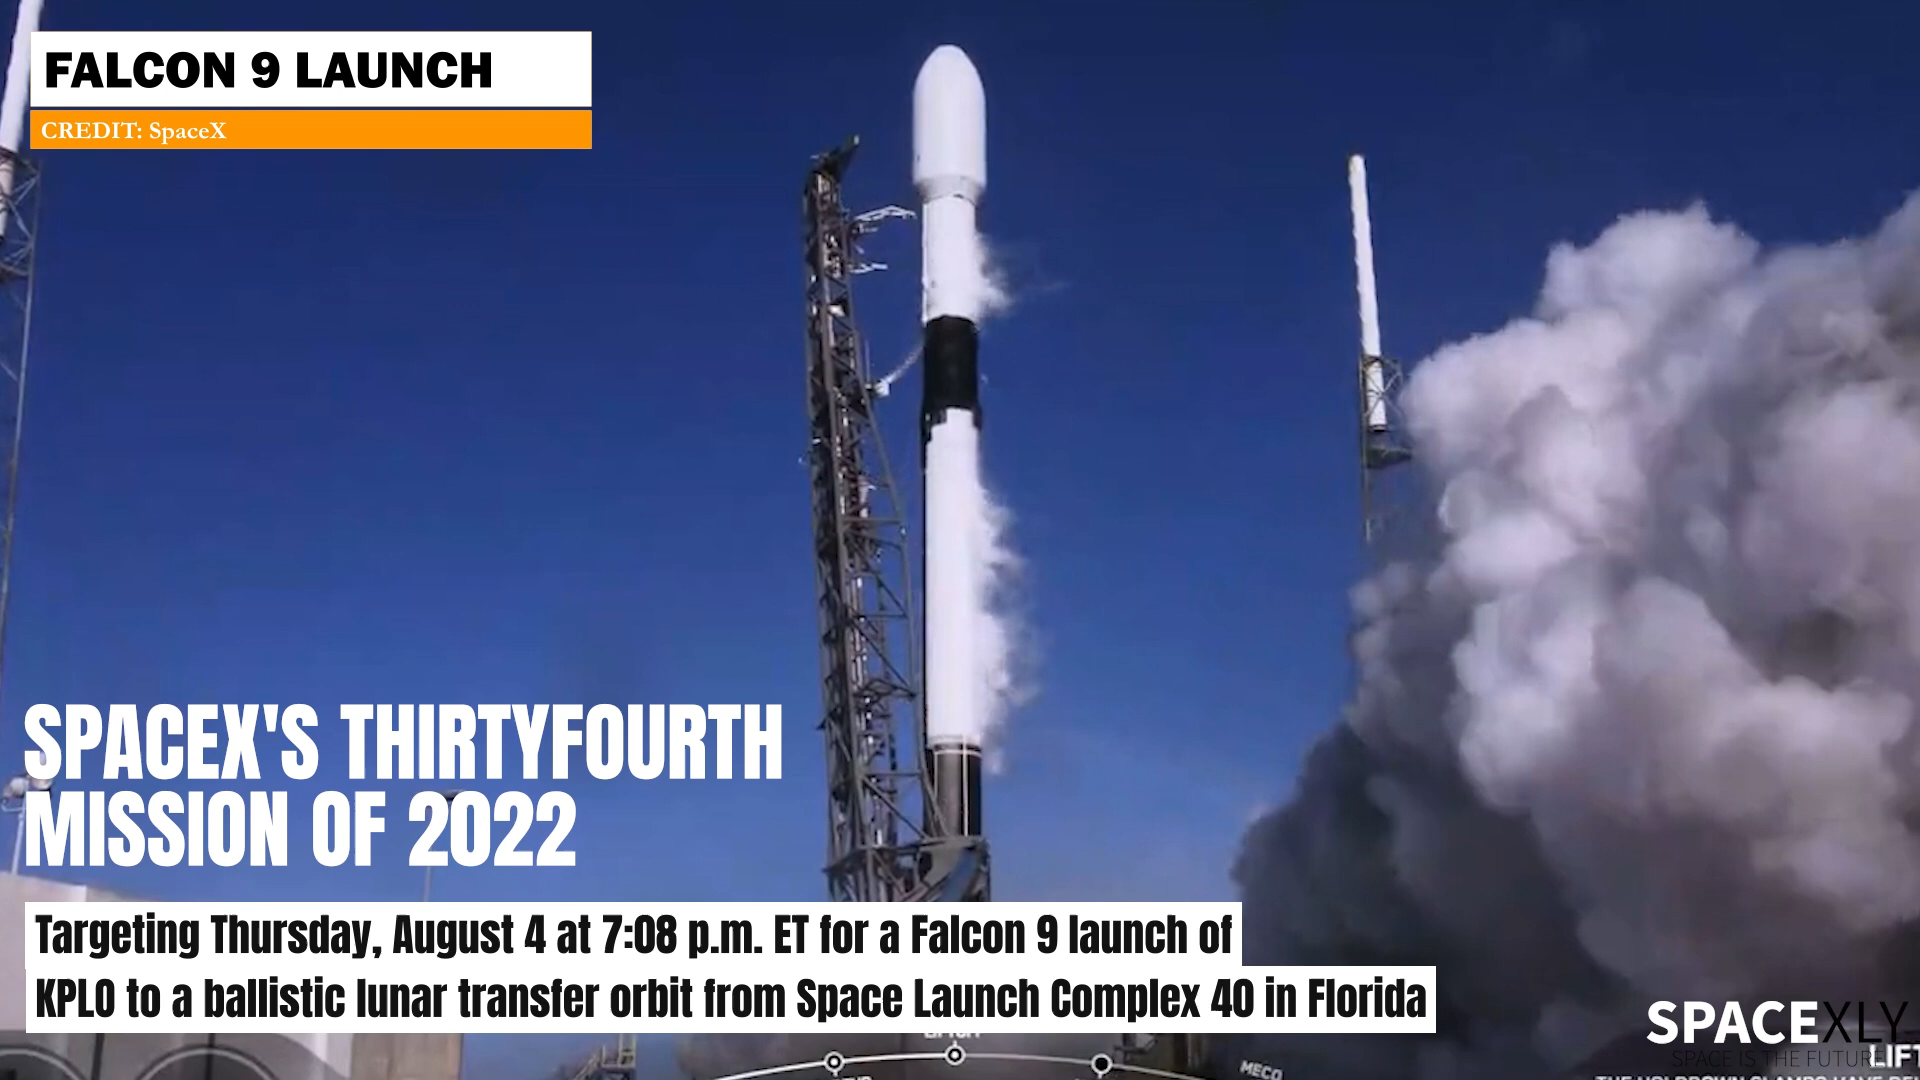 FALCON 9 LAUNCH
CREDIT: SpaceX
SPACEX'S THIRTYFOURTH
MISSION OF 2022
Targeting Thursday, August 4 at 7:08 p.m. ET for a Falcon 9 launch of
KPLO to a ballistic lunar transfer orbit from Space Launch Complex 40 in Florida
SPACEXLY
SPACE IS THE FUTURE
MECO